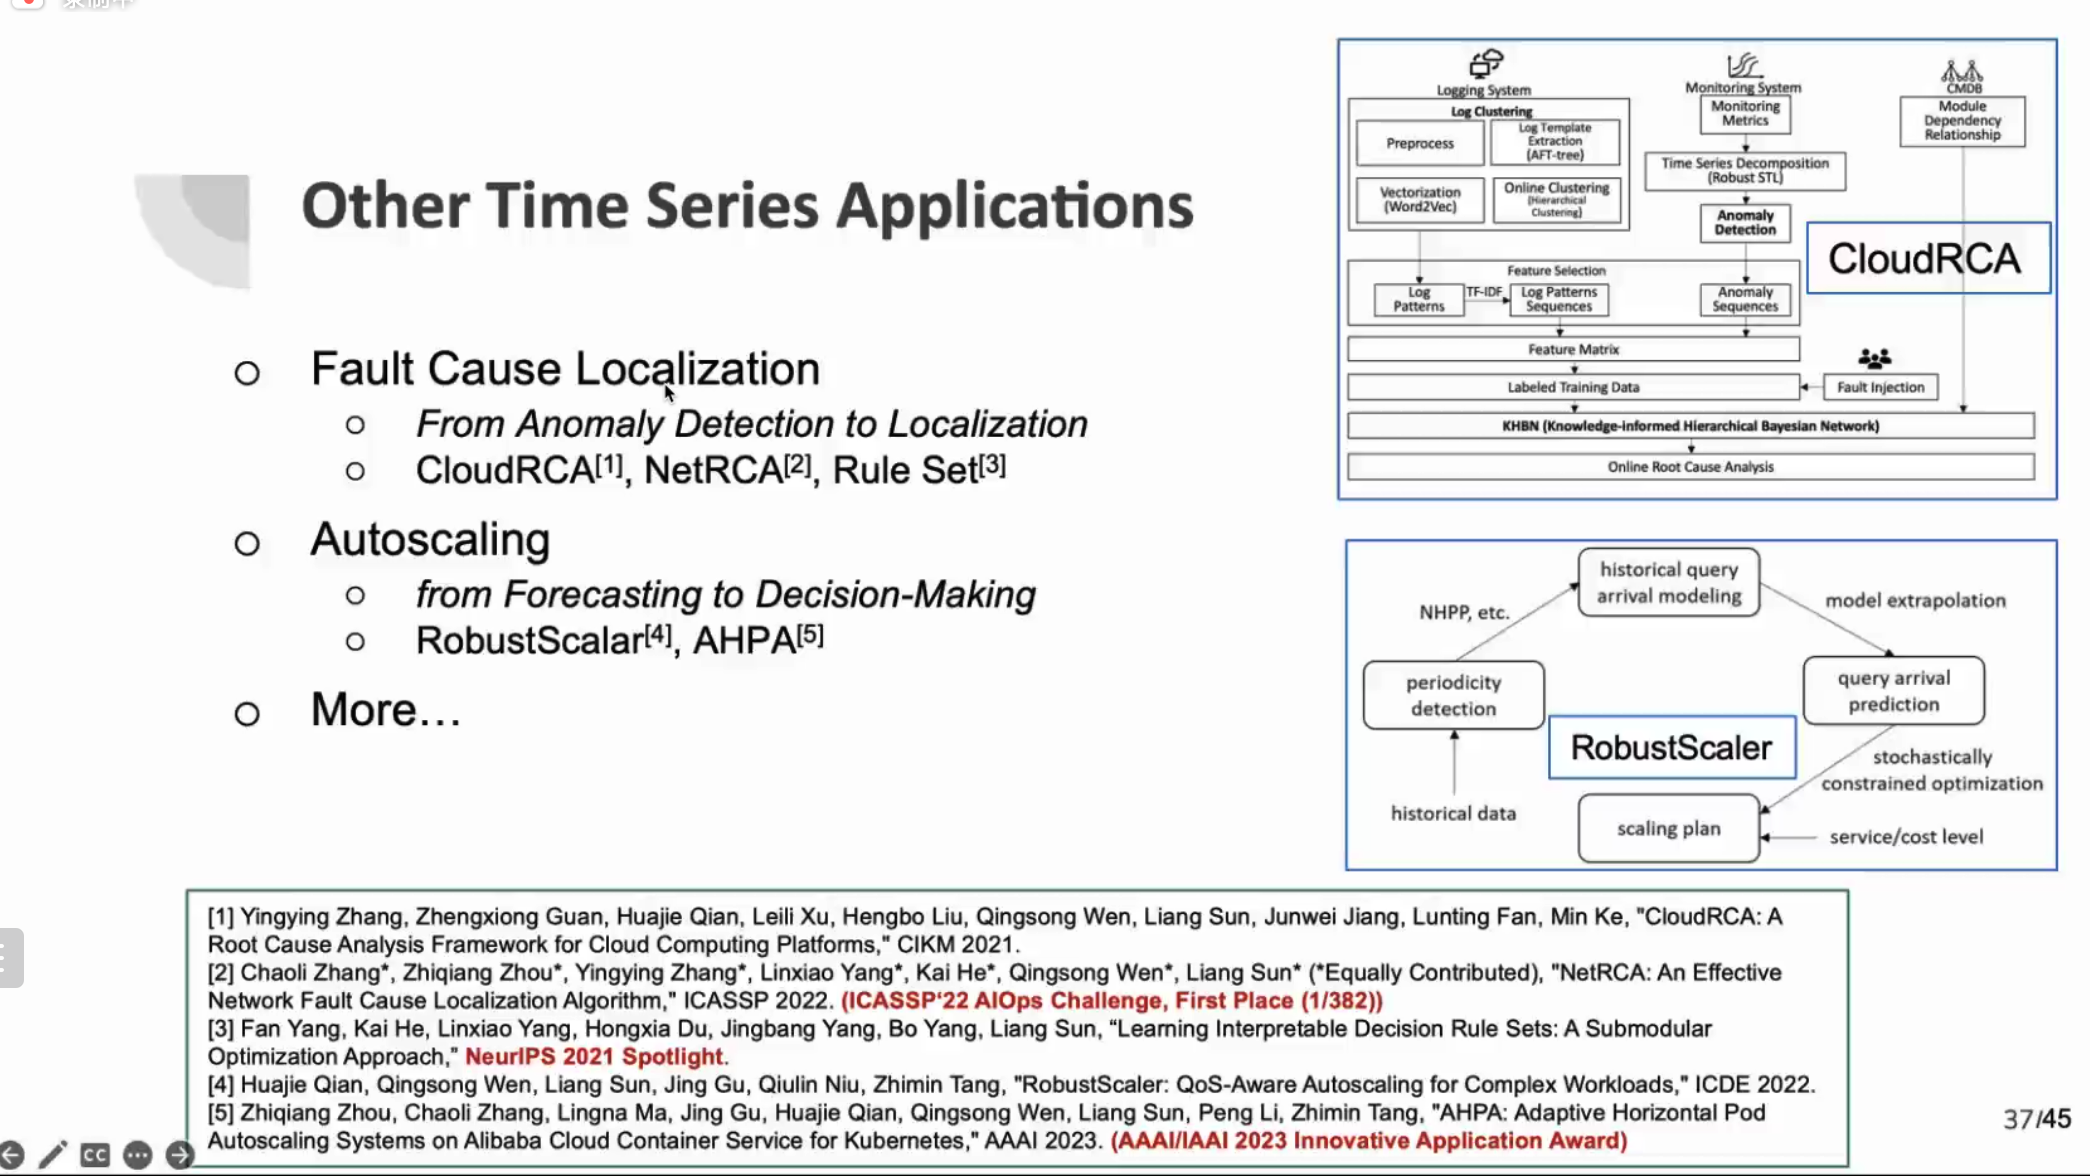 Other Time Series Applications
Fault Cause Localization
From Anomaly Detection to Localization
CloudRCA[1], NetRCA[2], Rule Set[3]
Autoscaling
from Forecasting to Decision-Making
RobustScalar[4], AHPA[5]
More…
Logging System
Log Clustering
Preprocess
Log Template
Extraction
(AFT-tree)
Vectorization
(Word2Vec)
Online Clustering
(Hierarchical
Clustering)
Monitoring System
Monitoring
Metrics
Time Series Decomposition
(Robust STL)
Anomaly
Detection
CMDB
Module
Dependency
Relationship
CloudRCA
Feature Selection
Log
Patterns
TF-IDF
Log Patterns
Sequences
Anomaly
Sequences
Feature Matrix
Labeled Training Data
Fault Injection
KHBN (Knowledge-informed Hierarchical Bayesian Network)
Online Root Cause Analysis
historical query
arrival modeling
NHPP, etc.
model extrapolation
periodicity
detection
query arrival
prediction
RobustScaler
stochastically
constrained optimization
historical data
scaling plan
service/cost level
[1] Yingying Zhang, Zhengxiong Guan, Huajie Qian, Leili Xu, Hengbo Liu, Qingsong Wen, Liang Sun, Junwei Jiang, Lunting Fan, Min Ke, "CloudRCA: A
Root Cause Analysis Framework for Cloud Computing Platforms," CIKM 2021.
[2] Chaoli Zhang*, Zhiqiang Zhou*, Yingying Zhang*, Linxiao Yang*, Kai He*, Qingsong Wen*, Liang Sun* (*Equally Contributed), "NetRCA: An Effective
Network Fault Cause Localization Algorithm," ICASSP 2022. (ICASSP‘22 AIOps Challenge, First Place (1/382))
[3] Fan Yang, Kai He, Linxiao Yang, Hongxia Du, Jingbang Yang, Bo Yang, Liang Sun, “Learning Interpretable Decision Rule Sets: A Submodular
Optimization Approach,” NeurIPS 2021 Spotlight.
[4] Huajie Qian, Qingsong Wen, Liang Sun, Jing Gu, Qiulin Niu, Zhimin Tang, "RobustScaler: QoS-Aware Autoscaling for Complex Workloads," ICDE 2022.
[5] Zhiqiang Zhou, Chaoli Zhang, Lingna Ma, Jing Gu, Huajie Qian, Qingsong Wen, Liang Sun, Peng Li, Zhimin Tang, "AHPA: Adaptive Horizontal Pod
Autoscaling Systems on Alibaba Cloud Container Service for Kubernetes," AAAI 2023. (AAAI/IAAI 2023 Innovative Application Award)
37/45
CC